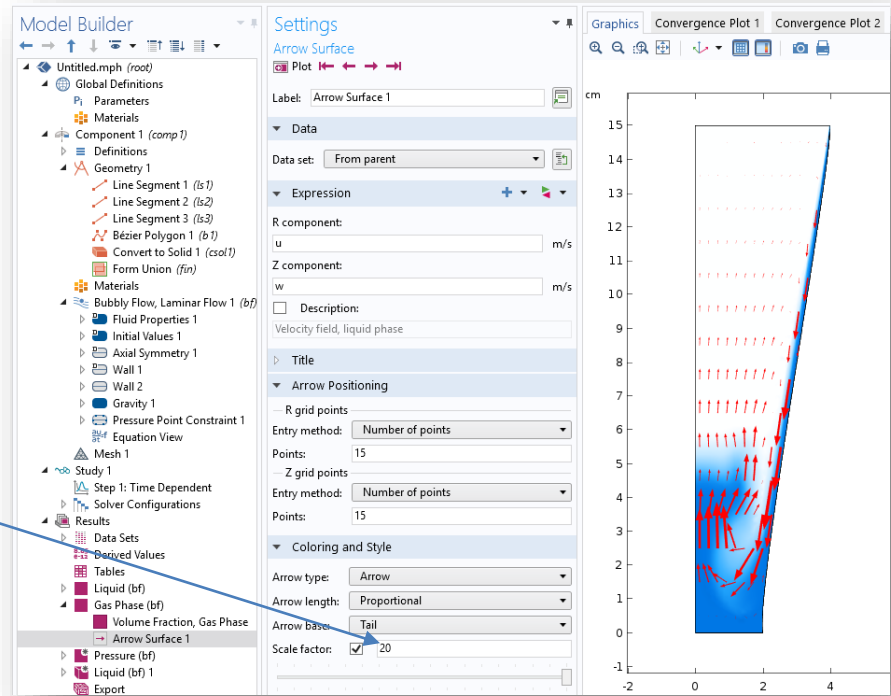 Model Builder
Untitled.mph (root)
Global Definitions
Pi Parameters
Materials
Component 1 (comp1)
Definitions
Geometry 1
Line Segment 1 (ls1)
Line Segment 2 (ls2)
Line Segment 3 (ls3)
Bézier Polygon 1 (b1)
Convert to Solid 1 (csol1)
Form Union (fin)
Materials
Bubbly Flow, Laminar Flow 1 (bf)
Fluid Properties 1
Initial Values 1
Axial Symmetry 1
Wall 1
Wall 2
Gravity 1
Pressure Point Constraint 1
Equation View
Mesh 1
Study 1
Step 1: Time Dependent
Solver Configurations
Results
Data Sets
Derived Values
Tables
Liquid (bf)
Gas Phase (bf)
Volume Fraction, Gas Phase
Arrow Surface 1
Pressure (bf)
Liquid (bf) 1
Export
Settings
Arrow Surface
Plot
Label: Arrow Surface 1
Data
Data set: From parent
Expression
R component:
u m/s
Z component:
w m/s
Description:
Velocity field, liquid phase
Title
Arrow Positioning
R grid points
Entry method: Number of points
Points: 15
Z grid points
Entry method: Number of points
Points: 15
Coloring and Style
Arrow type: Arrow
Arrow length: Proportional
Arrow base: Tail
Scale factor: 20
Graphics Convergence Plot 1 Convergence Plot 2
cm
15
14
13
12
11
10
9
8
7
6
5
4
3
2
1
0
-1
-2 0 2 4